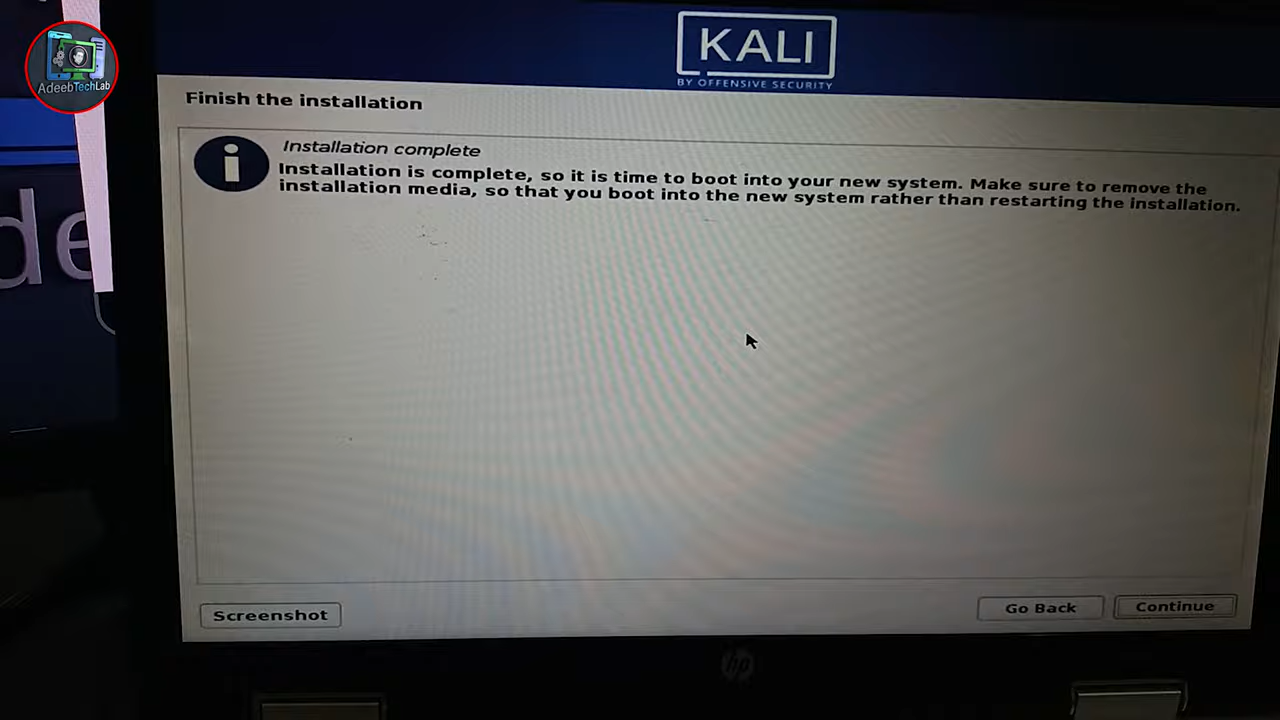 AdeebTechLab
KALI
BY OFFENSIVE SECURITY
Finish the installation
Installation complete
Installation is complete, so it is time to boot into your new system. Make sure to remove the
installation media, so that you boot into the new system rather than restarting the installation.
de
Screenshot
Go Back
Continue
hp